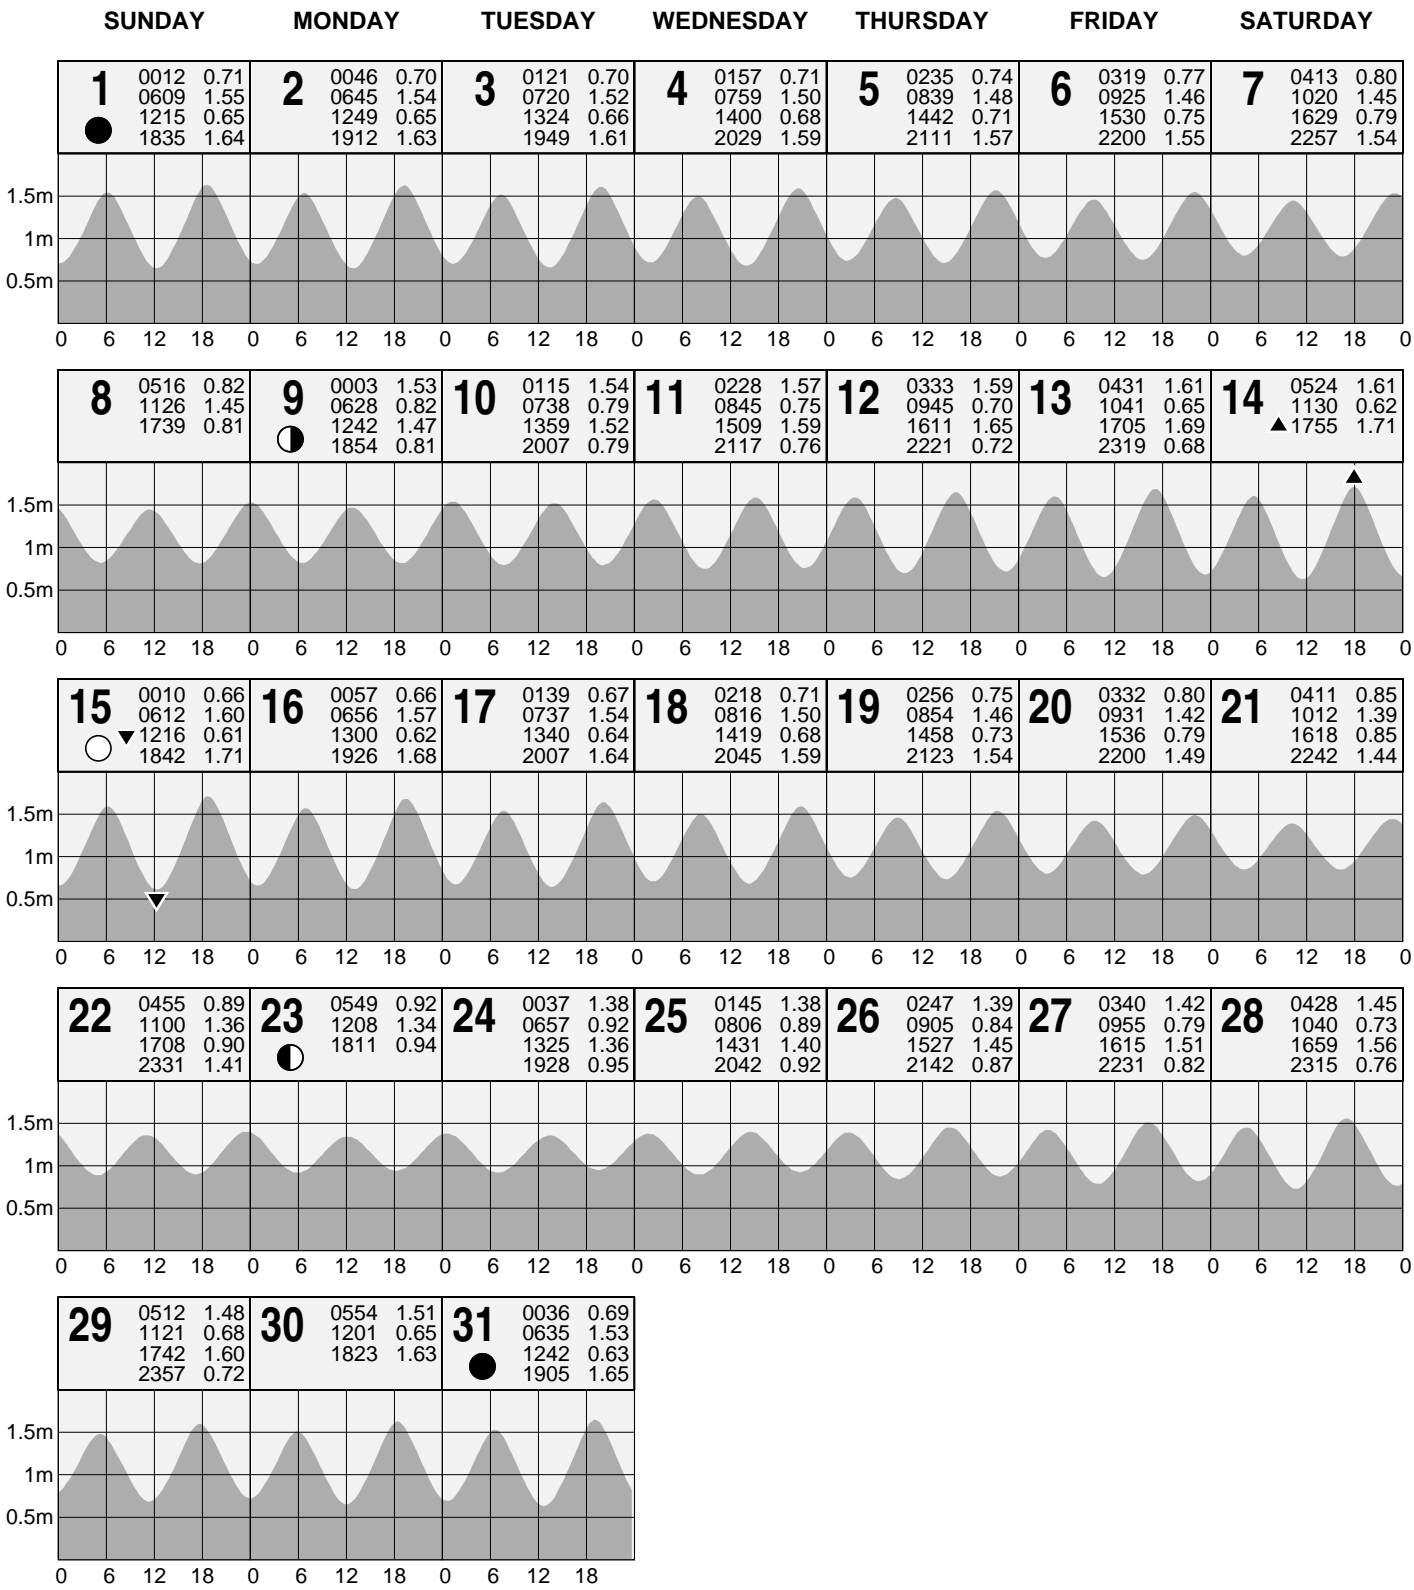 SUNDAY MONDAY TUESDAY WEDNESDAY THURSDAY FRIDAY SATURDAY
1 0012 0.71 2 0046 0.70 3 0121 0.70 4 0157 0.71 5 0235 0.74 6 0319 0.77 7 0413 0.80
0609 1.55 0645 1.54 0720 1.52 0759 1.50 0839 1.48 0925 1.46 1020 1.45
1215 0.65 1249 0.65 1324 0.66 1400 0.68 1442 0.71 1530 0.75 1629 0.79
1835 1.64 1912 1.63 1949 1.61 2029 1.59 2111 1.57 2200 1.55 2257 1.54
1.5m
1m
0.5m
0 6 12 18 0 6 12 18 0 6 12 18 0 6 12 18 0 6 12 18 0 6 12 18 0 6 12 18 0
8 0516 0.82 9 0003 1.53 10 0115 1.54 11 0228 1.57 12 0333 1.59 13 0431 1.61 14 0524 1.61
1126 1.45 0628 0.82 0738 0.79 0845 0.75 0945 0.70 1041 0.65 1130 0.62
1739 0.81 1242 1.47 1359 1.52 1509 1.59 1611 1.65 1705 1.69 1755 1.71
1854 0.81 2007 0.79 2117 0.76 2221 0.72 2319 0.68
1.5m
1m
0.5m
0 6 12 18 0 6 12 18 0 6 12 18 0 6 12 18 0 6 12 18 0 6 12 18 0 6 12 18 0
15 0010 0.66 16 0057 0.66 17 0139 0.67 18 0218 0.71 19 0256 0.75 20 0332 0.80 21 0411 0.85
0612 1.60 0656 1.57 0737 1.54 0816 1.50 0854 1.46 0931 1.42 1012 1.39
1216 0.61 1300 0.62 1340 0.64 1419 0.68 1458 0.73 1536 0.79 1618 0.85
1842 1.71 1926 1.68 2007 1.64 2045 1.59 2123 1.54 2200 1.49 2242 1.44
1.5m
1m
0.5m
0 6 12 18 0 6 12 18 0 6 12 18 0 6 12 18 0 6 12 18 0 6 12 18 0 6 12 18 0
22 0455 0.89 23 0549 0.92 24 0037 1.38 25 0145 1.38 26 0247 1.39 27 0340 1.42 28 0428 1.45
1100 1.36 1208 1.34 0657 0.92 0806 0.89 0905 0.84 0955 0.79 1040 0.73
1708 0.90 1811 0.94 1325 1.36 1431 1.40 1527 1.45 1615 1.51 1659 1.56
2331 1.41 1928 0.95 2042 0.92 2142 0.87 2231 0.82 2315 0.76
1.5m
1m
0.5m
0 6 12 18 0 6 12 18 0 6 12 18 0 6 12 18 0 6 12 18 0 6 12 18 0 6 12 18 0
29 0512 1.48 30 0554 1.51 31 0036 0.69
1121 0.68 1201 0.65 0635 1.53
1742 1.60 1823 1.63 1242 0.63
2357 0.72 1905 1.65
1.5m
1m
0.5m
0 6 12 18 0 6 12 18 0 6 12 18